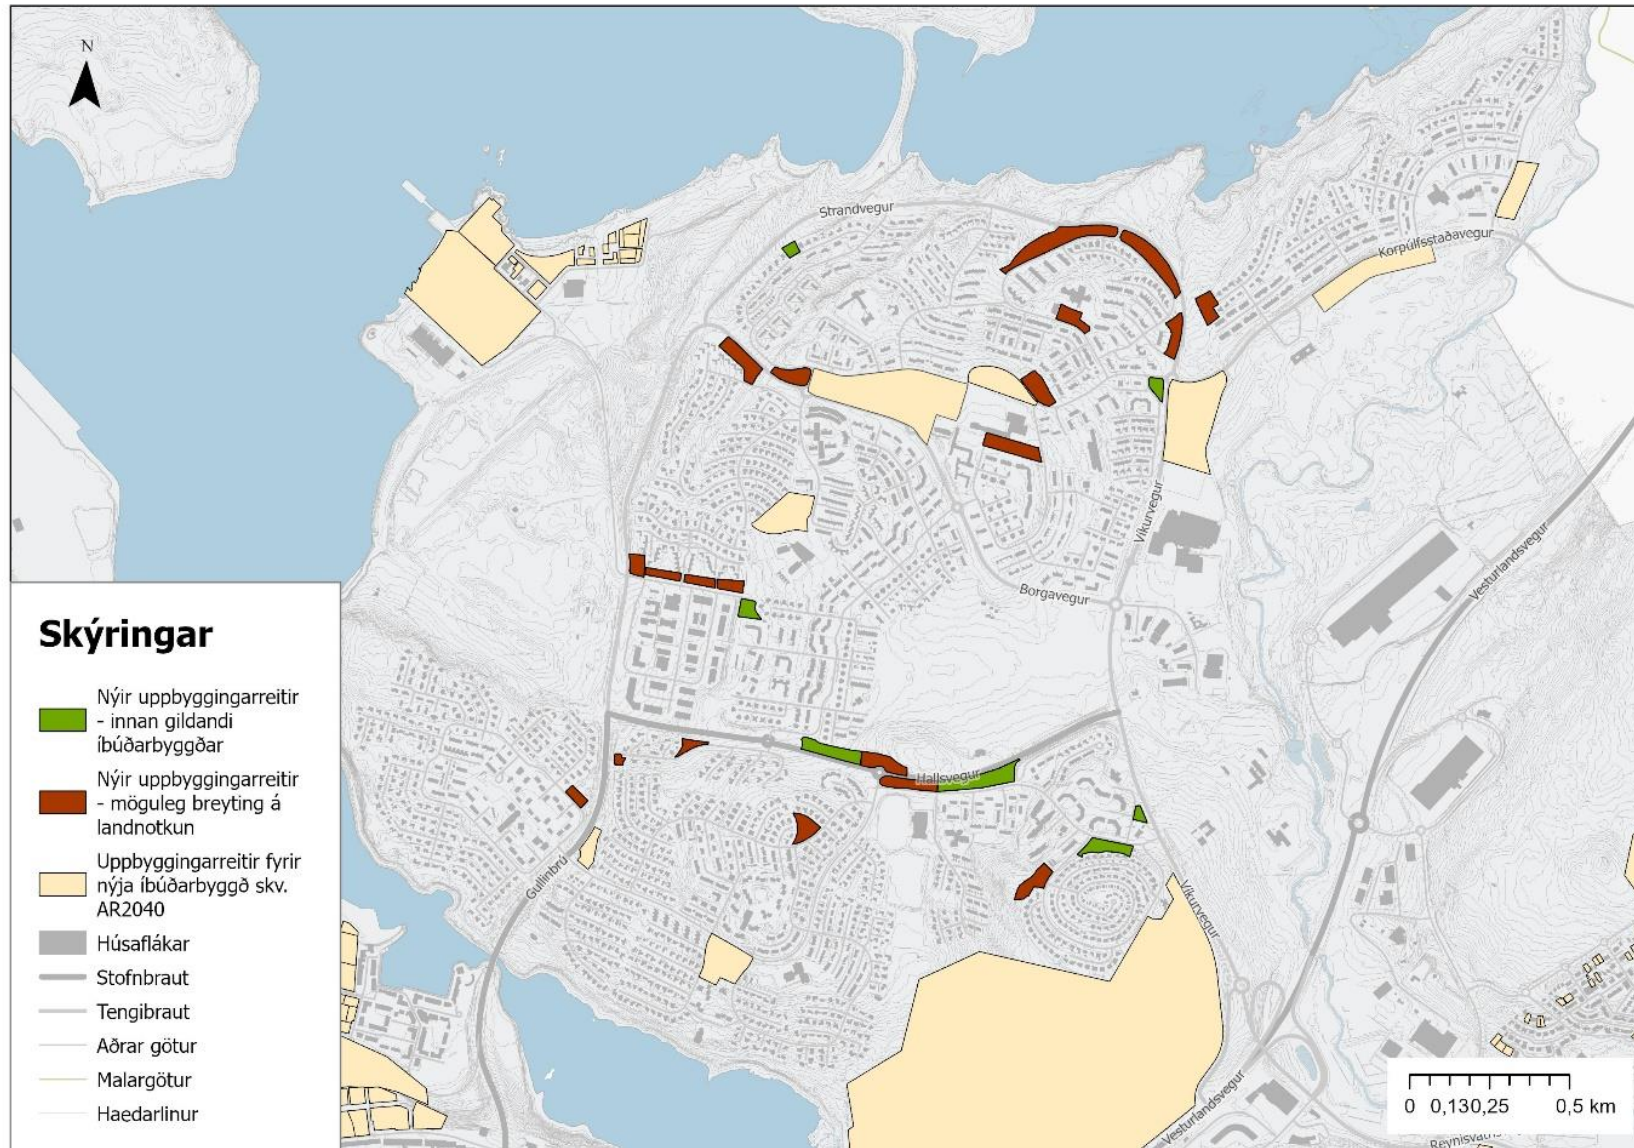 N
Strandvegur
Korpúlfsstaðavegur
Víkurvegur
Vesturlandsvegur
Borgavegur
Hallsvegur
Gullinbrú
Víkurvegur
Vesturlandsvegur
Skýringar
Nýir uppbyggingarreitir
- innan gildandi
íbúðarbyggðar
Nýir uppbyggingarreitir
- möguleg breyting á
landnotkun
Uppbyggingarreitir fyrir
nýja íbúðarbyggð skv.
AR2040
Húsaflákar
Stofnbraut
Tengibraut
Aðrar götur
Malargötur
Haedarlinur
0 0,130,25 0,5 km